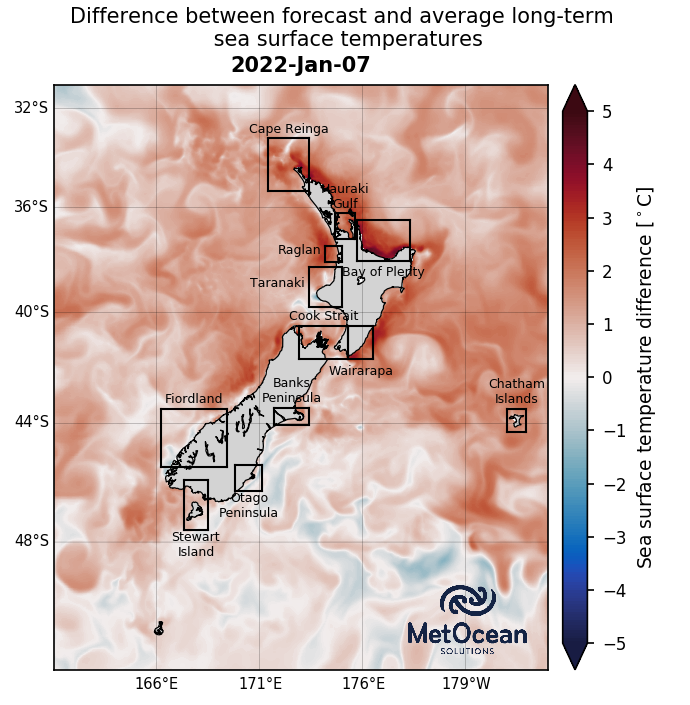 Difference between forecast and average long-term
sea surface temperatures
2022-Jan-07
32°S
36°S
40°S
44°S
48°S
Cape Reinga
Hauraki
Gulf
Raglan
Bay of Plenty
Taranaki
Cook Strait
Wairarapa
Banks
Peninsula
Fiordland
Chatham
Islands
Otago
Peninsula
Stewart
Island
MetOcean
SOLUTIONS
166°E
171°E
176°E
179°W
5
4
3
2
1
0
−1
−2
−3
−4
−5
Sea surface temperature difference [°C]